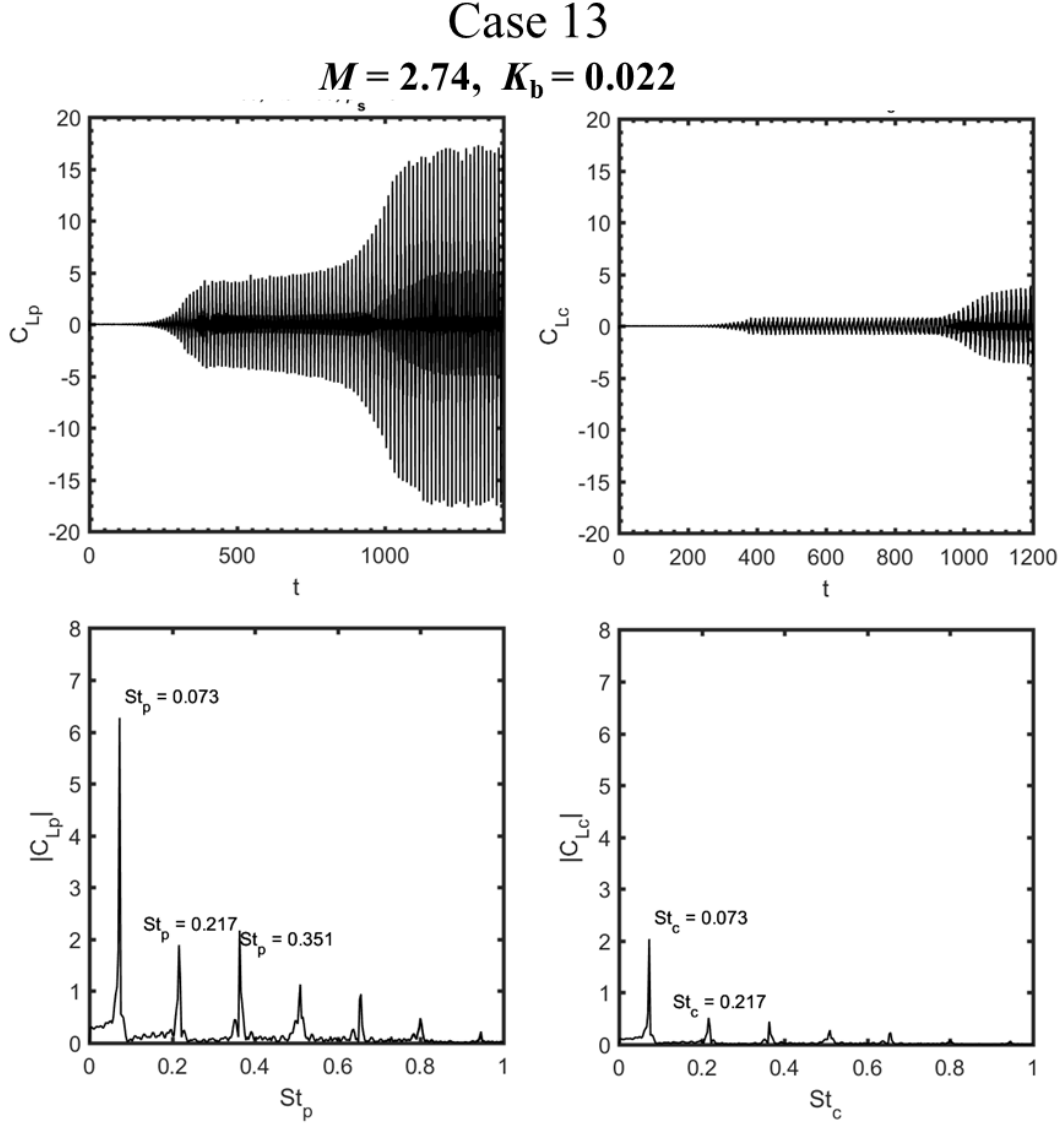 Case 13
M = 2.74, K_b = 0.022
20
15
10
5
0
-5
-10
-15
-20
C_Lp
0 500 1000
t
20
15
10
5
0
-5
-10
-15
-20
C_Lc
0 200 400 600 800 1000 1200
t
8
7
6
5
4
3
2
1
0
|C_Lp|
St_p = 0.073
St_p = 0.217
St_p = 0.351
0 0.2 0.4 0.6 0.8 1
St_p
8
7
6
5
4
3
2
1
0
|C_Lc|
St_c = 0.073
St_c = 0.217
0 0.2 0.4 0.6 0.8 1
St_c